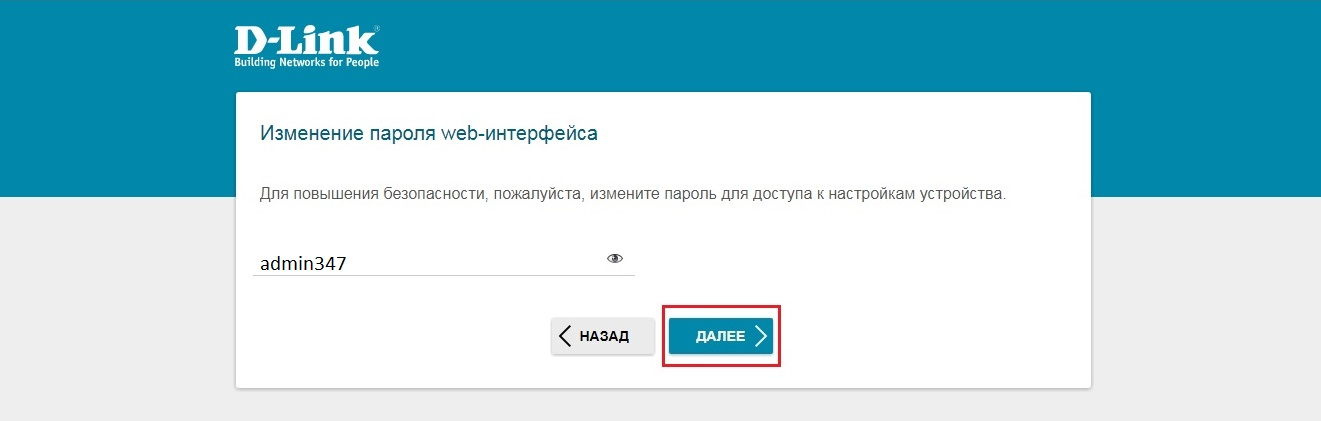 D-Link
Building Networks for People
Изменение пароля web-интерфейса
Для повышения безопасности, пожалуйста, измените пароль для доступа к настройкам устройства.
admin347
НАЗАД
ДАЛЕЕ